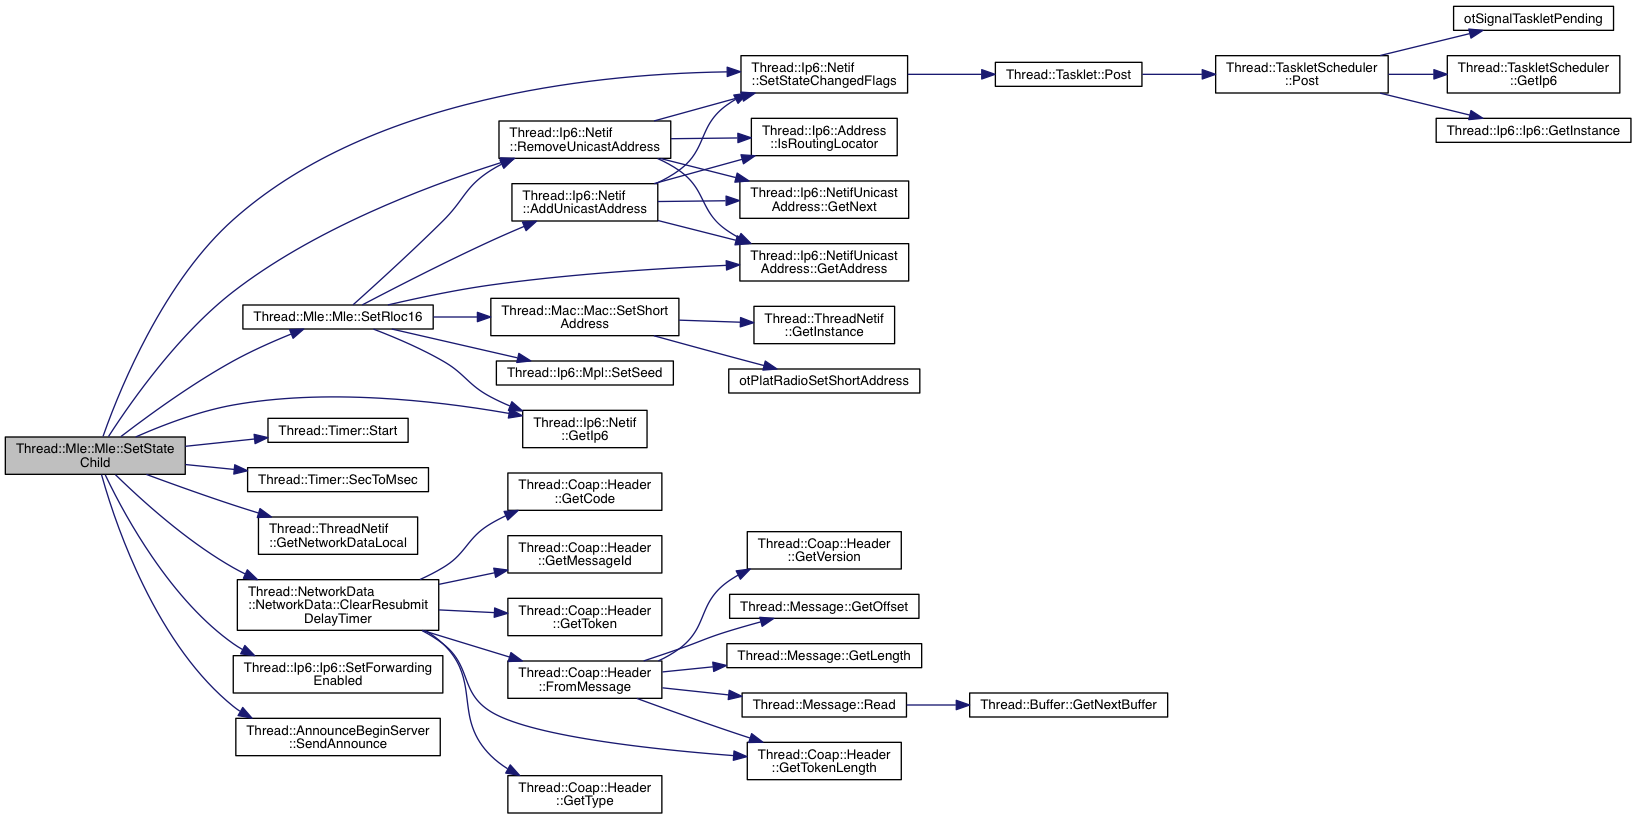 Thread::Mle::Mle::SetState
Child
Thread::Ip6::Netif
::SetStateChangedFlags
Thread::Tasklet::Post
Thread::TaskletScheduler
::Post
otSignalTaskletPending
Thread::TaskletScheduler
::GetIp6
Thread::Ip6::Ip6::GetInstance
Thread::Ip6::Netif
::RemoveUnicastAddress
Thread::Ip6::Address
::IsRoutingLocator
Thread::Ip6::NetifUnicast
Address::GetNext
Thread::Ip6::Netif
::AddUnicastAddress
Thread::Ip6::NetifUnicast
Address::GetAddress
Thread::Mle::Mle::SetRloc16
Thread::Mac::Mac::SetShort
Address
Thread::ThreadNetif
::GetInstance
otPlatRadioSetShortAddress
Thread::Ip6::Mpl::SetSeed
Thread::Ip6::Netif
::GetIp6
Thread::Timer::Start
Thread::Timer::SecToMsec
Thread::ThreadNetif
::GetNetworkDataLocal
Thread::NetworkData
::NetworkData::ClearResubmit
DelayTimer
Thread::Coap::Header
::GetCode
Thread::Coap::Header
::GetMessageId
Thread::Coap::Header
::GetToken
Thread::Coap::Header
::FromMessage
Thread::Coap::Header
::GetVersion
Thread::Message::GetOffset
Thread::Message::GetLength
Thread::Message::Read
Thread::Buffer::GetNextBuffer
Thread::Coap::Header
::GetTokenLength
Thread::Coap::Header
::GetType
Thread::Ip6::Ip6::SetForwarding
Enabled
Thread::AnnounceBeginServer
::SendAnnounce